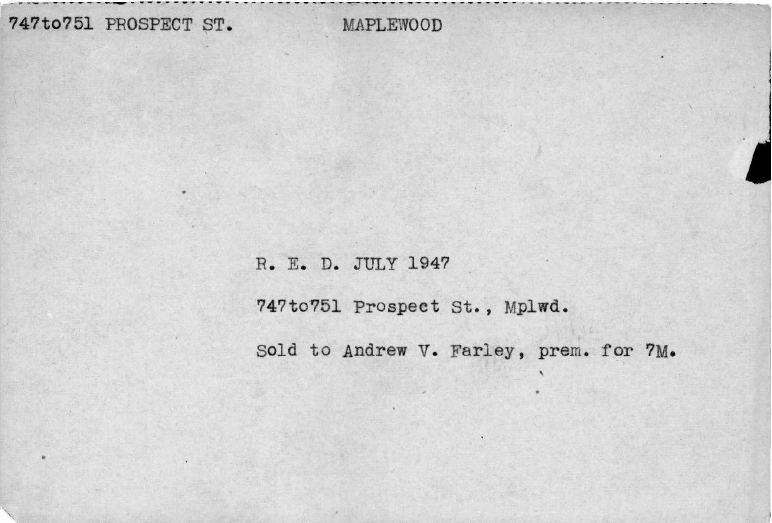 747to751 PROSPECT ST. MAPLEWOOD
R. E. D. JULY 1947
747to751 Prospect St., Mplwd.
Sold to Andrew V. Farley, prem. for 7M.